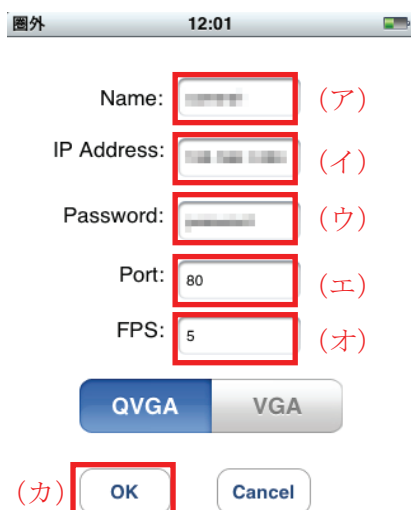 圏外 12:01
Name: (ア)
IP Address: (イ)
Password: (ウ)
Port: 80 (エ)
FPS: 5 (オ)
QVGA VGA
(カ) OK Cancel